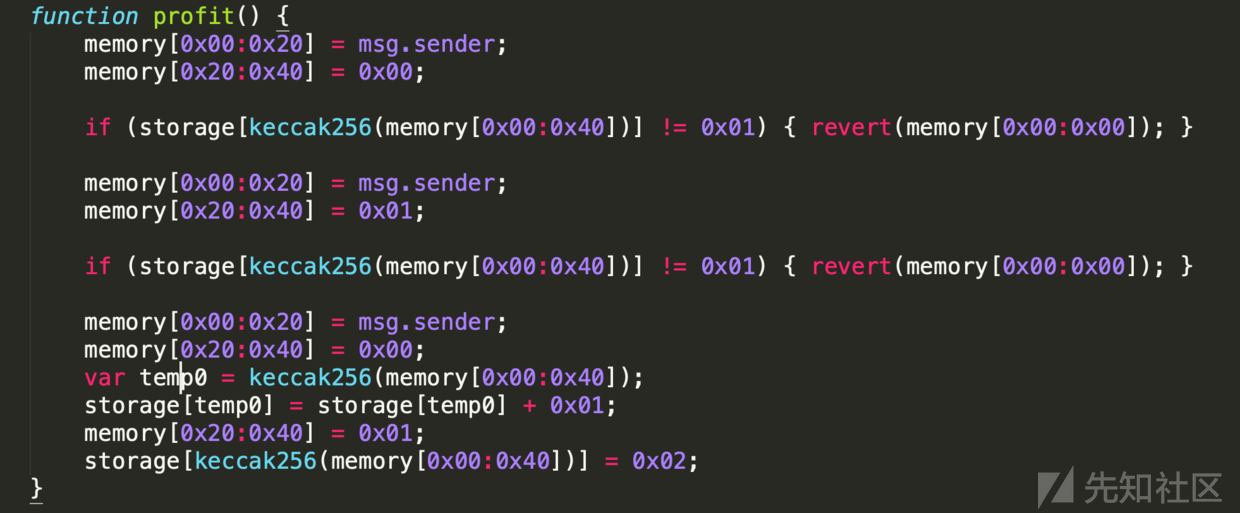 function profit() {
memory[0x00:0x20] = msg.sender;
memory[0x20:0x40] = 0x00;
if (storage[keccak256(memory[0x00:0x40])] != 0x01) { revert(memory[0x00:0x00]); }
memory[0x00:0x20] = msg.sender;
memory[0x20:0x40] = 0x01;
if (storage[keccak256(memory[0x00:0x40])] != 0x01) { revert(memory[0x00:0x00]); }
memory[0x00:0x20] = msg.sender;
memory[0x20:0x40] = 0x00;
var temp0 = keccak256(memory[0x00:0x40]);
storage[temp0] = storage[temp0] + 0x01;
memory[0x20:0x40] = 0x01;
storage[keccak256(memory[0x00:0x40])] = 0x02;
}
先知社区